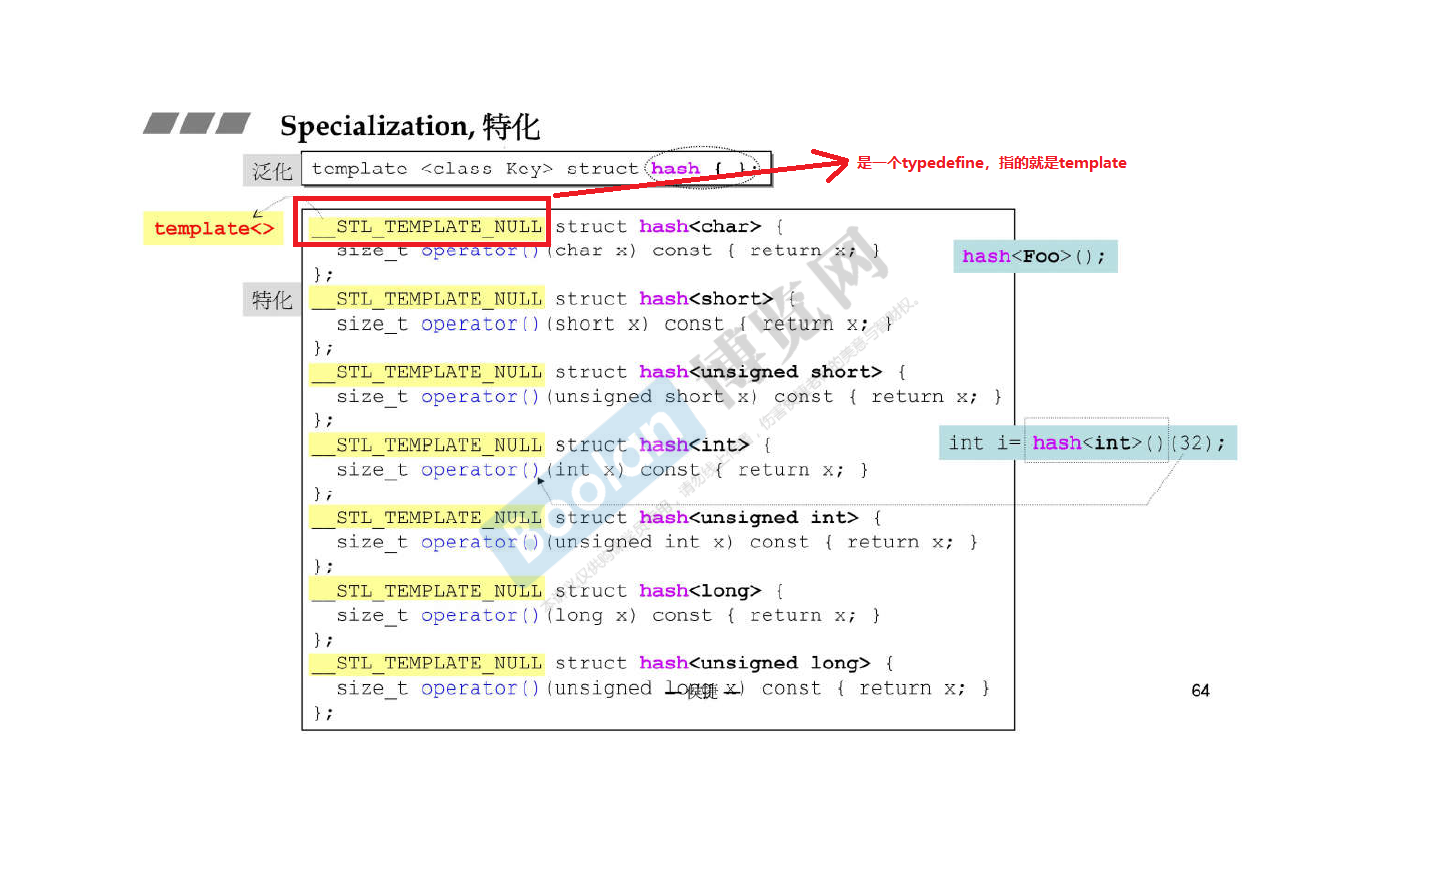 Specialization, 特化
泛化
template <class Key> struct hash { };
是一个typedefine，指的就是template
template<>
__STL_TEMPLATE_NULL struct hash<char> {
size_t operator()(char x) const { return x; }
};
hash<Foo>();
特化
__STL_TEMPLATE_NULL struct hash<short> {
size_t operator()(short x) const { return x; }
};
__STL_TEMPLATE_NULL struct hash<unsigned short> {
size_t operator()(unsigned short x) const { return x; }
};
__STL_TEMPLATE_NULL struct hash<int> {
size_t operator()(int x) const { return x; }
};
int i= hash<int>()(32);
__STL_TEMPLATE_NULL struct hash<unsigned int> {
size_t operator()(unsigned int x) const { return x; }
};
__STL_TEMPLATE_NULL struct hash<long> {
size_t operator()(long x) const { return x; }
};
__STL_TEMPLATE_NULL struct hash<unsigned long> {
size_t operator()(unsigned long x) const { return x; }
};
— 侯捷 —
64
Boolan 博览网